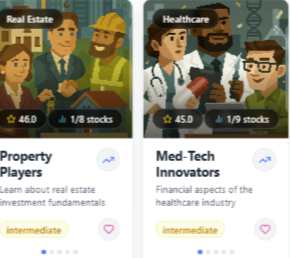 Real Estate
46.0
1/8 stocks
Property
Players
Learn about real estate
investment fundamentals
intermediate
Healthcare
45.0
1/9 stocks
Med-Tech
Innovators
Financial aspects of the
healthcare industry
intermediate